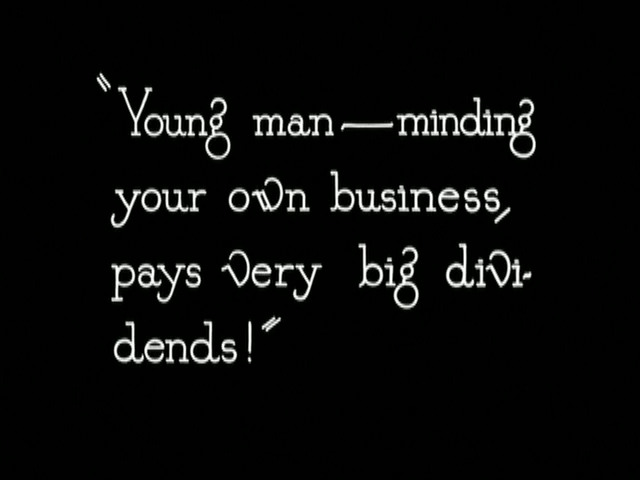 "Young man—minding
your own business,
pays very big divi-
dends!"